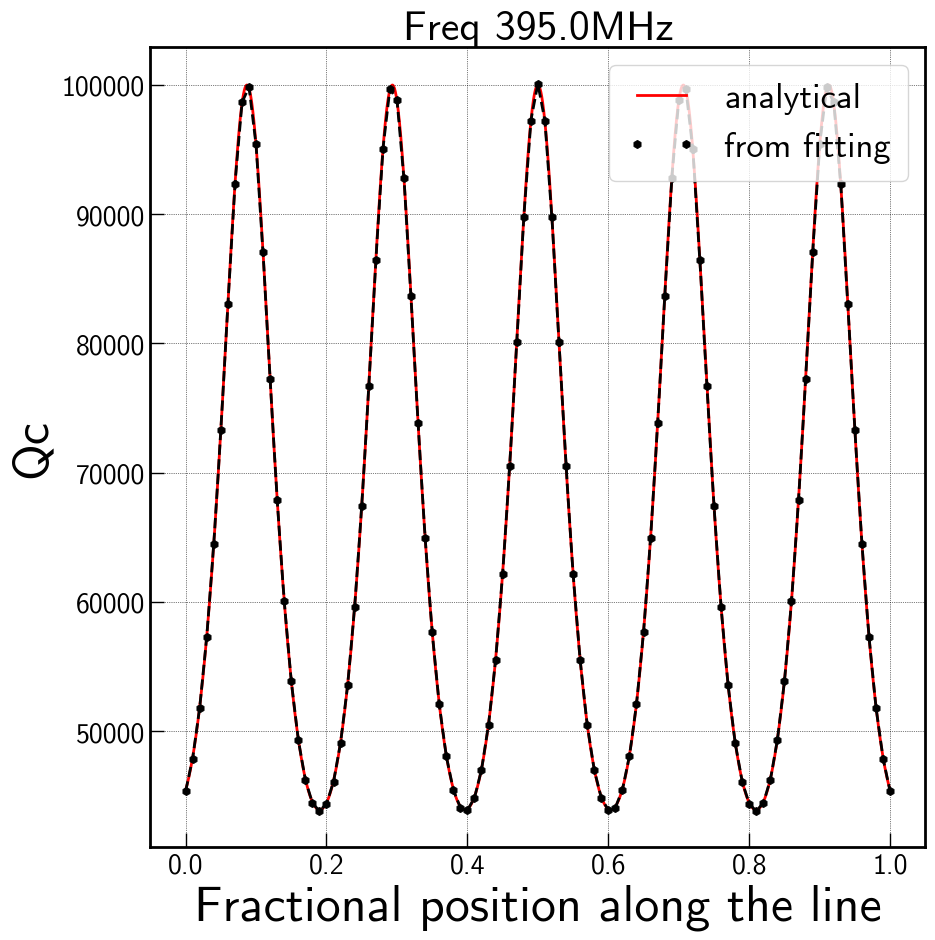 Freq 395.0MHz
analytical
from fitting
100000
90000
80000
70000
60000
50000
Qc
0.0 0.2 0.4 0.6 0.8 1.0
Fractional position along the line